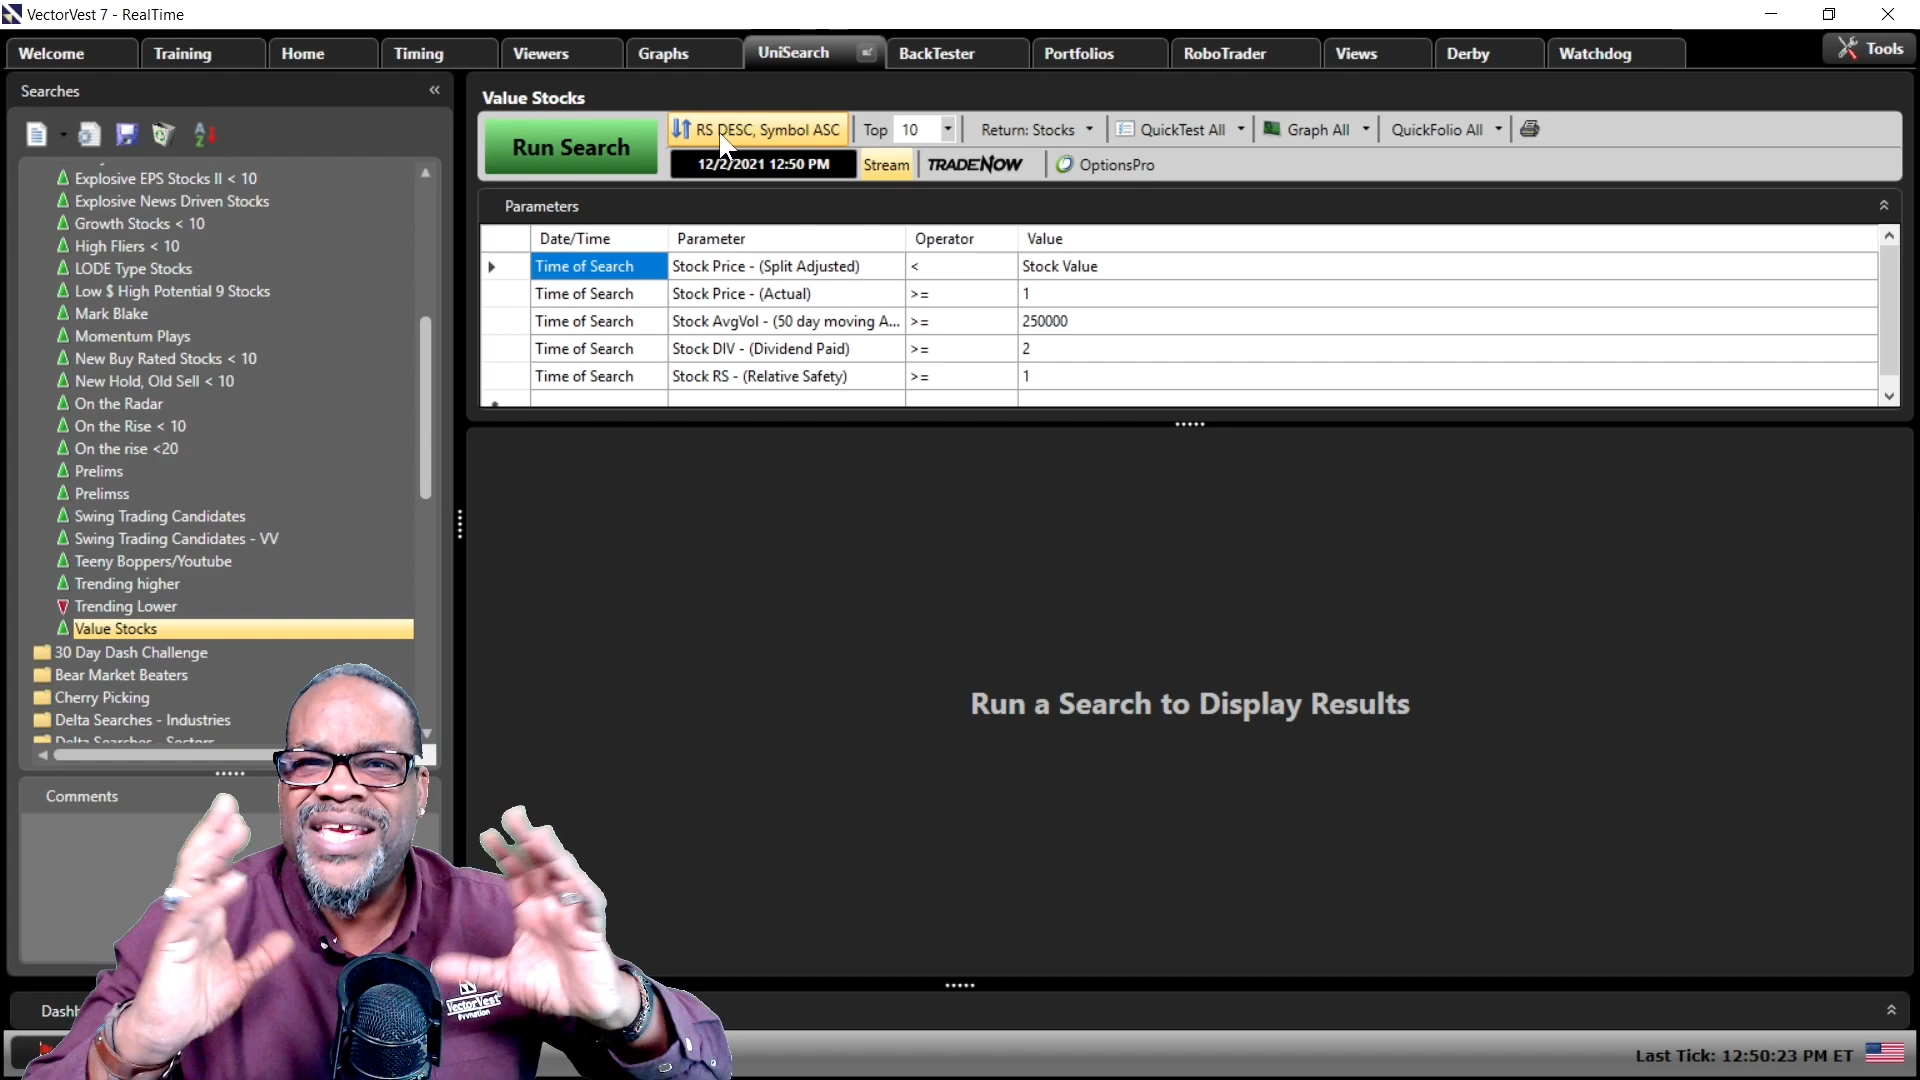 VectorVest 7 - RealTime
Welcome Training Home Timing Viewers Graphs UniSearch BackTester Portfolios RoboTrader Views Derby Watchdog Tools
Searches
Explosive EPS Stocks II < 10
Explosive News Driven Stocks
Growth Stocks < 10
High Fliers < 10
LODE Type Stocks
Low $ High Potential 9 Stocks
Mark Blake
Momentum Plays
New Buy Rated Stocks < 10
New Hold, Old Sell < 10
On the Radar
On the Rise < 10
On the rise <20
Prelims
Prelimss
Swing Trading Candidates
Swing Trading Candidates - VV
Teeny Boppers/Youtube
Trending higher
Trending Lower
Value Stocks
30 Day Dash Challenge
Bear Market Beaters
Cherry Picking
Delta Searches - Industries
Delta Searches - Sectors
Comments
Value Stocks
Run Search
RS DESC, Symbol ASC Top 10 Return: Stocks QuickTest All Graph All QuickFolio All
12/2/2021 12:50 PM Stream TRADENOW OptionsPro
Parameters
Date/Time Parameter Operator Value
Time of Search Stock Price - (Split Adjusted) < Stock Value
Time of Search Stock Price - (Actual) >= 1
Time of Search Stock AvgVol - (50 day moving A... >= 250000
Time of Search Stock DIV - (Dividend Paid) >= 2
Time of Search Stock RS - (Relative Safety) >= 1
Run a Search to Display Results
VectorVest
#vvnation
Last Tick: 12:50:23 PM ET